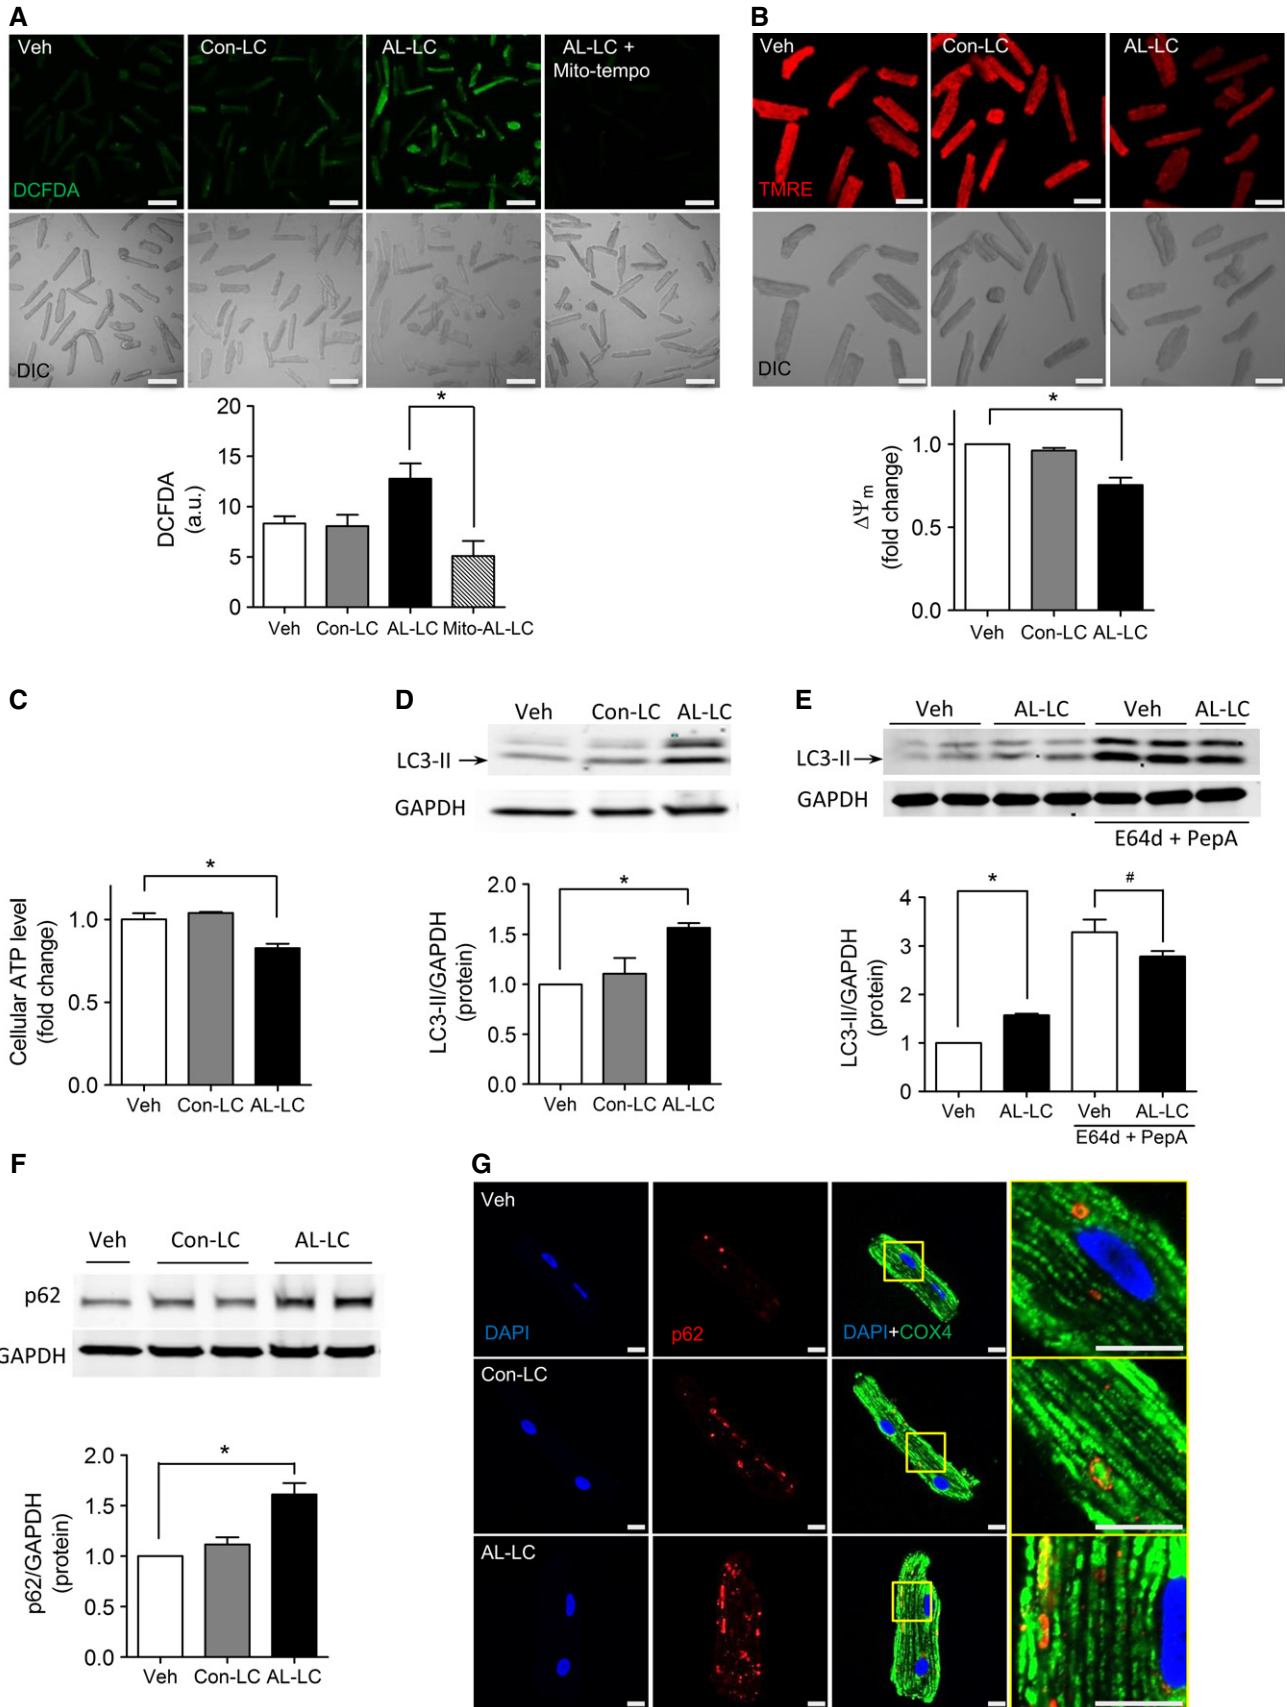 A
Veh
Con-LC
AL-LC
AL-LC +
Mito-tempo
DCFDA
DIC
20
15
10
5
0
DCFDA
(a.u.)
*
Veh
Con-LC
AL-LC
Mito-AL-LC
B
Veh
Con-LC
AL-LC
TMRE
DIC
1.0
0.5
0.0
ΔΨm
(fold change)
*
Veh
Con-LC
AL-LC
C
1.0
0.5
0.0
Cellular ATP level
(fold change)
*
Veh
Con-LC
AL-LC
D
Veh
Con-LC
AL-LC
LC3-II
GAPDH
2.0
1.5
1.0
0.5
0.0
LC3-II/GAPDH
(protein)
*
Veh
Con-LC
AL-LC
E
Veh
AL-LC
Veh
AL-LC
LC3-II
GAPDH
E64d + PepA
4
3
2
1
0
LC3-II/GAPDH
(protein)
*
#
Veh
AL-LC
Veh
AL-LC
E64d + PepA
F
Veh
Con-LC
AL-LC
p62
GAPDH
2.0
1.5
1.0
0.5
0.0
p62/GAPDH
(protein)
*
Veh
Con-LC
AL-LC
G
Veh
DAPI
p62
DAPI+COX4
Con-LC
AL-LC